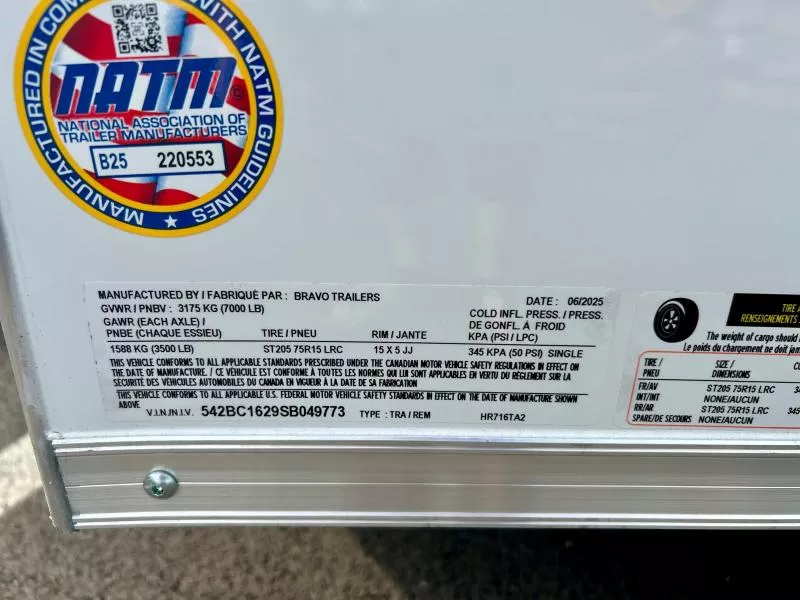 MANUFACTURED IN COM WITH NATM GUIDELINES
NATM
NATIONAL ASSOCIATION OF
TRAILER MANUFACTURERS
B25 220553
MANUFACTURED BY / FABRIQUÉ PAR : BRAVO TRAILERS
DATE : 06/2025
GVWR / PNBV : 3175 KG (7000 LB)
COLD INFL. PRESS. / PRESS.
GAWR (EACH AXLE) /
DE GONFL. À FROID
PNBE (CHAQUE ESSIEU) TIRE / PNEU RIM / JANTE KPA (PSI / LPC)
1588 KG (3500 LB) ST205 75R15 LRC 15 X 5 JJ 345 KPA (50 PSI) SINGLE
THIS VEHICLE CONFORMS TO ALL APPLICABLE STANDARDS PRESCRIBED UNDER THE CANADIAN MOTOR VEHICLE SAFETY REGULATIONS IN EFFECT ON
THE DATE OF MANUFACTURE. / CE VÉHICULE EST CONFORME À TOUTES LES NORMES QUI LUI SONT APPLICABLES EN VERTU DU RÈGLEMENT SUR LA
SÉCURITÉ DES VÉHICULES AUTOMOBILES DU CANADA EN VIGUEUR À LA DATE DE SA FABRICATION
THIS VEHICLE CONFORMS TO ALL APPLICABLE U.S. FEDERAL MOTOR VEHICLE SAFETY STANDARDS IN EFFECT ON THE DATE OF MANUFACTURE SHOWN
ABOVE
V.I.N./N.I.V. 542BC1629SB049773 TYPE : TRA / REM HR716TA2
TIRE A
RENSEIGNEMENTS
The weight of cargo should
Le poids du chargement ne doit jam
TIRE / SIZE / CO
PNEU DIMENSIONS
FR/AV ST205 75R15 LRC 34
INT/INT NONE/AUCUN
RR/AR ST205 75R15 LRC 345
SPARE/DE SECOURS NONE/AUCUN